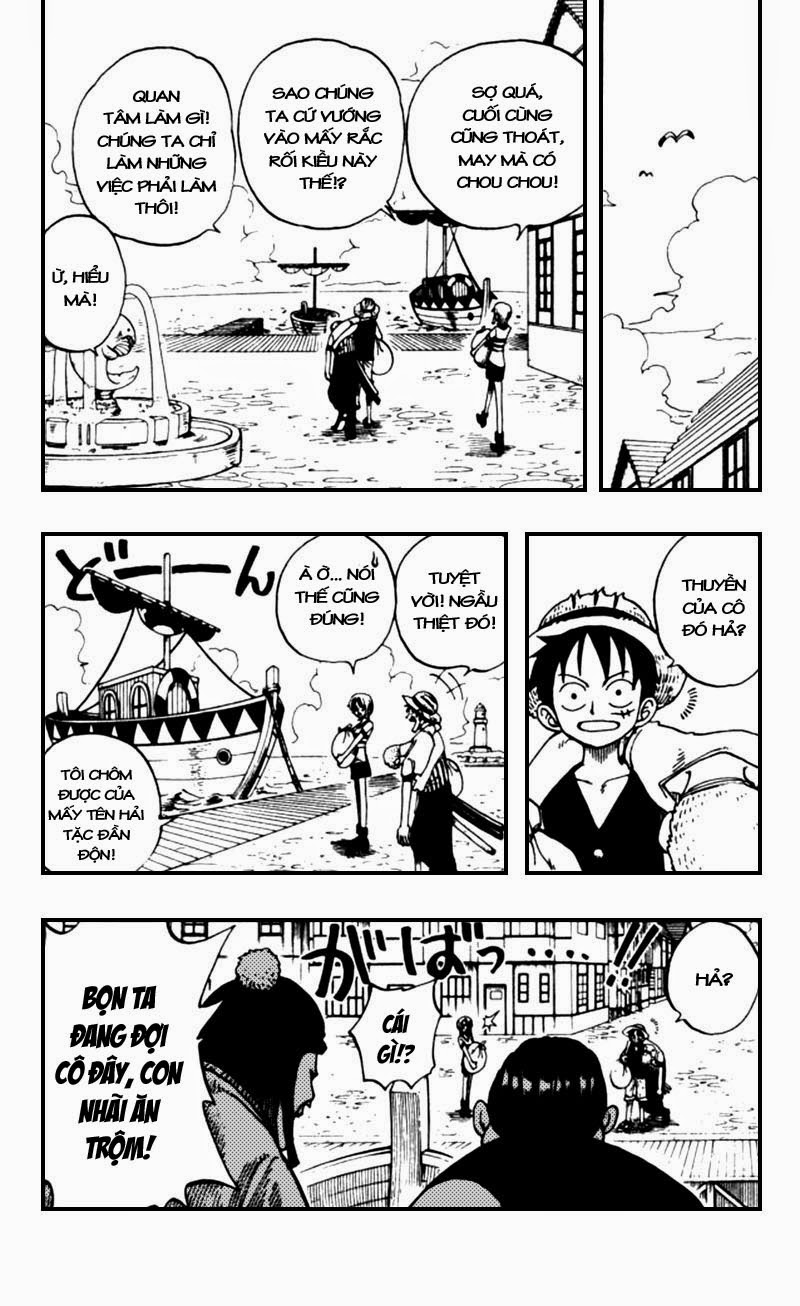 SỢ QUÁ,
CUỐI CÙNG
CŨNG THOÁT,
MAY MÀ CÓ
CHOU CHOU!
SAO CHÚNG
TA CỨ VƯỚNG
VÀO MẤY RẮC
RỐI KIỂU NÀY
THẾ!?
QUAN
TÂM LÀM GÌ!
CHÚNG TA CHỈ
LÀM NHỮNG
VIỆC PHẢI LÀM
THÔI!
Ừ, HIỂU
MÀ!
THUYỀN
CỦA CÔ
ĐÓ HẢ?
TUYỆT
VỜI! NGẦU
THIỆT ĐÓ!
À Ờ... NÓI
THẾ CŨNG
ĐÚNG!
どーーん
TÔI CHÔM
ĐƯỢC CỦA
MẤY TÊN HẢI
TẶC ĐẦN
ĐỘN!
HẢ?
がばっ....!!
CÁI
GÌ!?
BỌN TA
ĐANG ĐỢI
CÔ ĐÂY, CON
NHÃI ĂN
TRỘM!